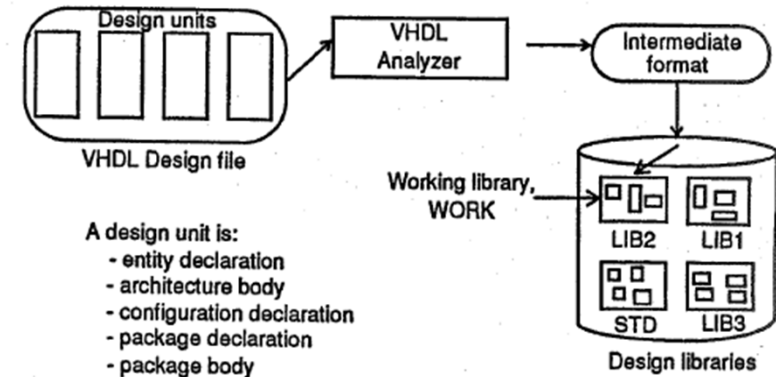 Design units
VHDL Design file
VHDL
Analyzer
Intermediate
format
Working library,
WORK
LIB2
LIB1
STD
LIB3
Design libraries
A design unit is:
- entity declaration
- architecture body
- configuration declaration
- package declaration
- package body